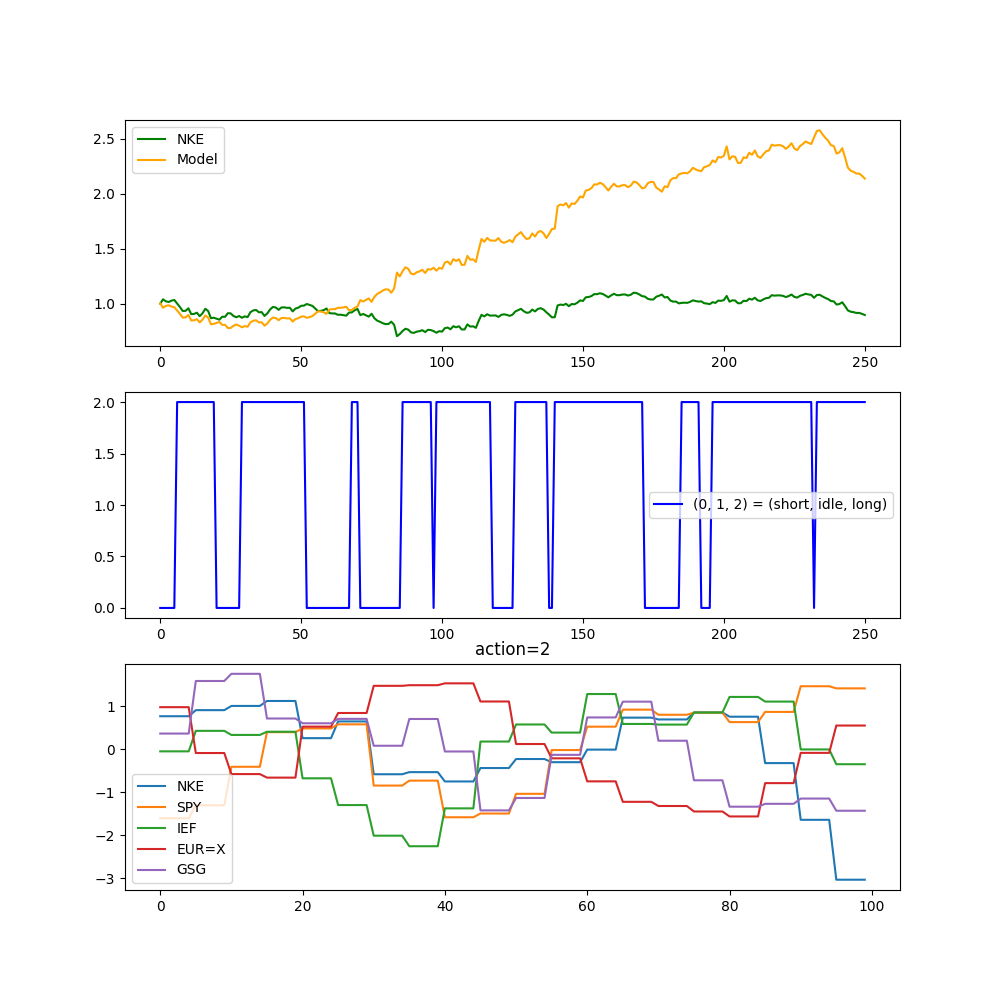 2.5
2.0
1.5
1.0
NKE
Model
0 50 100 150 200 250
2.0
1.5
1.0
0.5
0.0
(0, 1, 2) = (short, idle, long)
0 50 100 150 200 250
action=2
1
0
−1
−2
−3
NKE
SPY
IEF
EUR=X
GSG
0 20 40 60 80 100